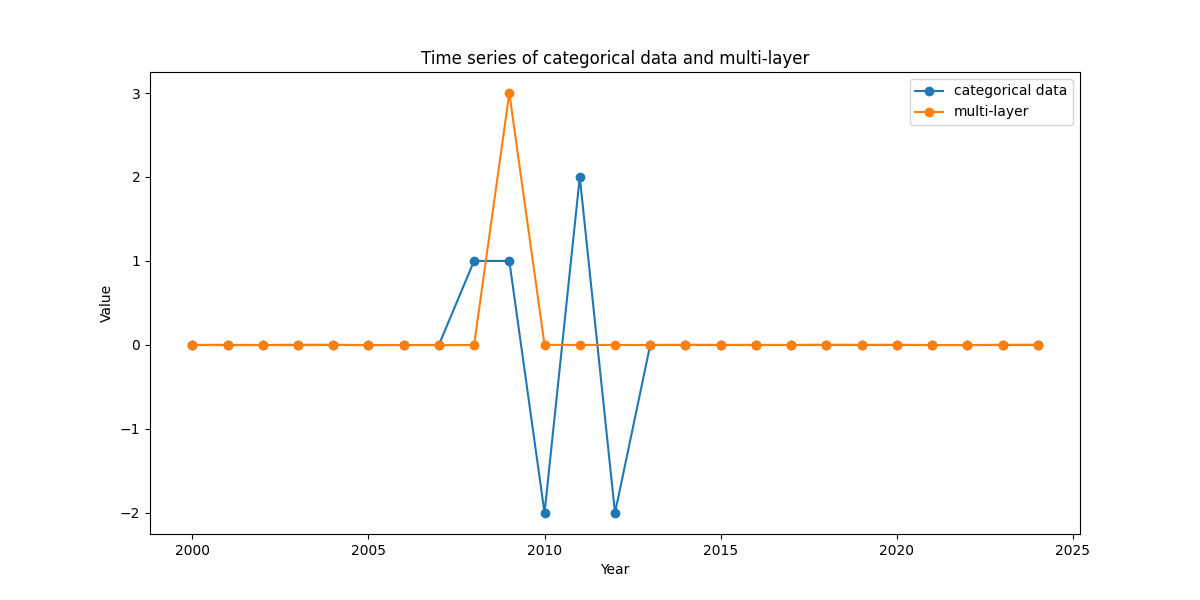 Time series of categorical data and multi-layer
categorical data
multi-layer
3
2
1
0
−1
−2
Value
2000 2005 2010 2015 2020 2025
Year